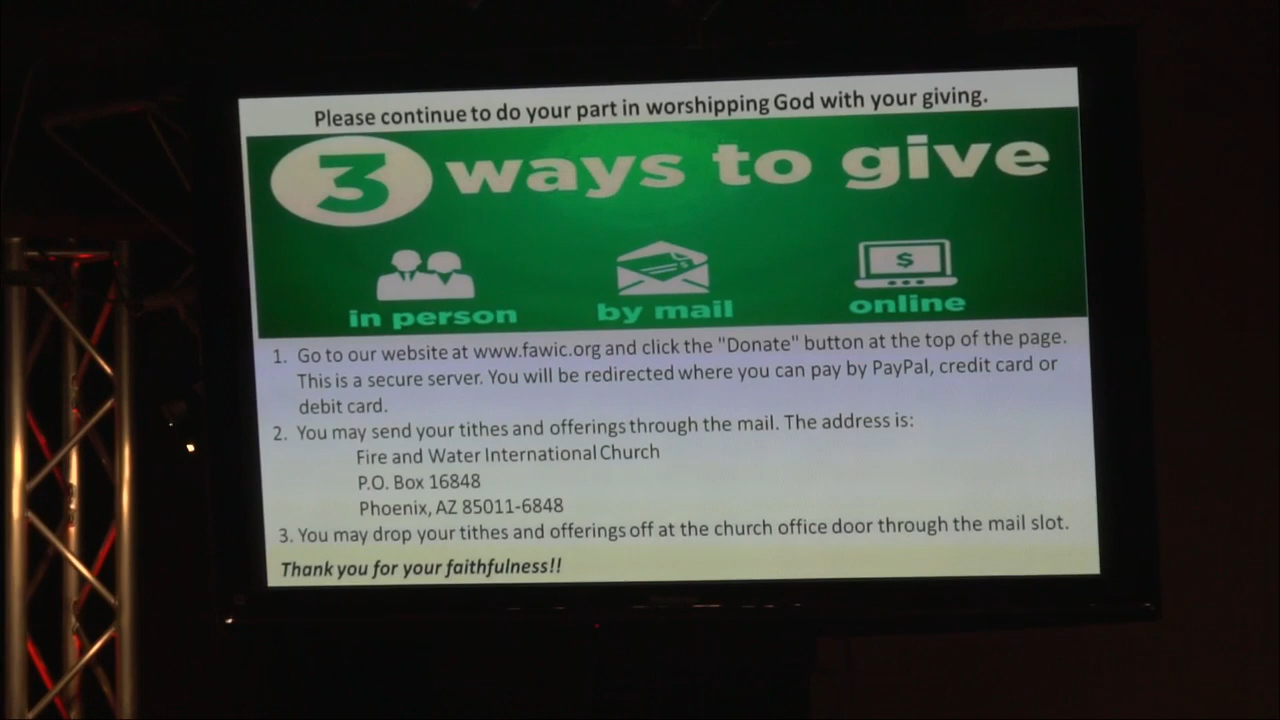 Please continue to do your part in worshipping God with your giving.
3 ways to give
in person by mail online
$
1. Go to our website at www.fawic.org and click the "Donate" button at the top of the page.
This is a secure server. You will be redirected where you can pay by PayPal, credit card or
debit card.
2. You may send your tithes and offerings through the mail. The address is:
Fire and Water International Church
P.O. Box 16848
Phoenix, AZ 85011-6848
3. You may drop your tithes and offerings off at the church office door through the mail slot.
Thank you for your faithfulness!!